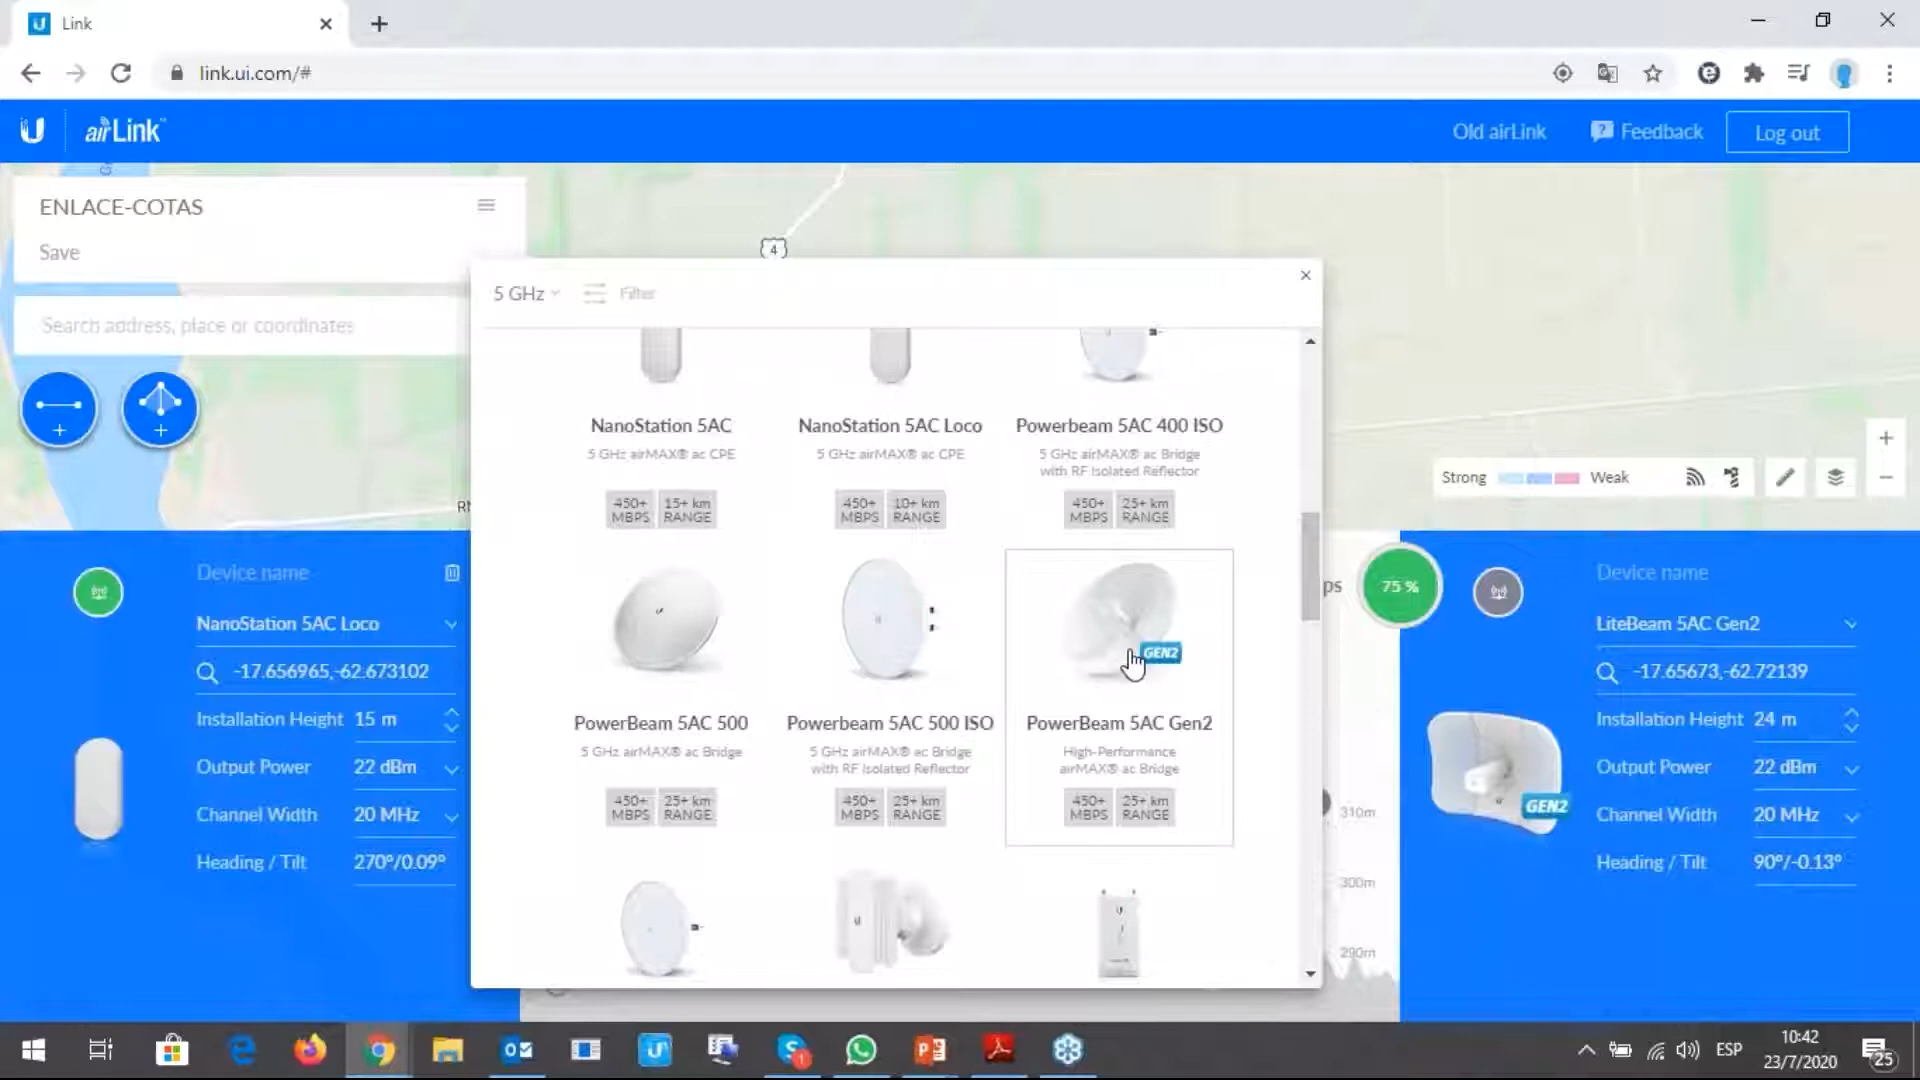 Link
link.ui.com/#
airLink
Old airLink
Feedback
Log out
ENLACE-COTAS
Save
Search address, place or coordinates
4
5 GHz
Filter
NanoStation 5AC
5 GHz airMAX® ac CPE
450+ MBPS
15+ km RANGE
NanoStation 5AC Loco
5 GHz airMAX® ac CPE
450+ MBPS
10+ km RANGE
Powerbeam 5AC 400 ISO
5 GHz airMAX® ac Bridge
with RF Isolated Reflector
450+ MBPS
25+ km RANGE
PowerBeam 5AC 500
5 GHz airMAX® ac Bridge
450+ MBPS
25+ km RANGE
Powerbeam 5AC 500 ISO
5 GHz airMAX® ac Bridge
with RF Isolated Reflector
450+ MBPS
25+ km RANGE
GEN2
PowerBeam 5AC Gen2
High-Performance
airMAX® ac Bridge
450+ MBPS
25+ km RANGE
Strong
Weak
Device name
NanoStation 5AC Loco
-17.656965,-62.673102
Installation Height 15 m
Output Power 22 dBm
Channel Width 20 MHz
Heading / Tilt 270°/0.09°
ps
75 %
310m
300m
290m
Device name
LiteBeam 5AC Gen2
-17.65673,-62.72139
Installation Height 24 m
Output Power 22 dBm
Channel Width 20 MHz
Heading / Tilt 90°/-0.13°
GEN2
ESP
10:42
23/7/2020
25
1